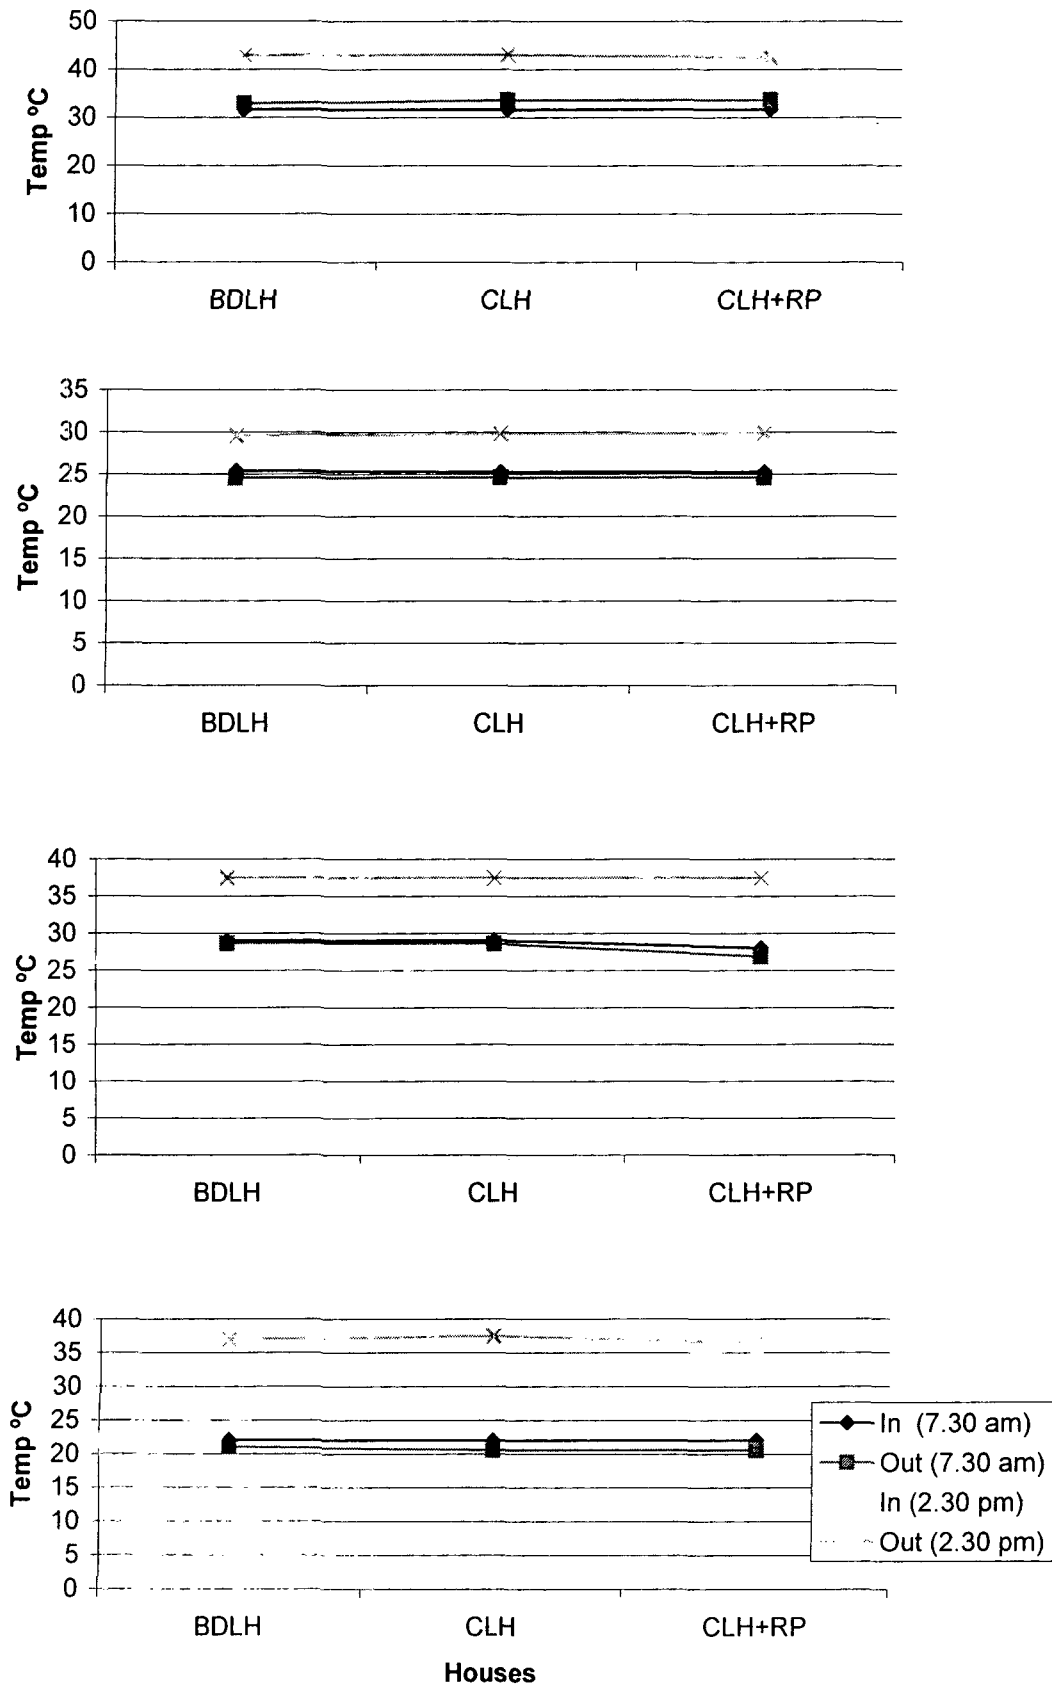 50
40
30
20
10
0
Temp ºC
BDLH CLH CLH+RP
35
30
25
20
15
10
5
0
Temp ºC
BDLH CLH CLH+RP
40
35
30
25
20
15
10
5
0
Temp ºC
BDLH CLH CLH+RP
40
35
30
25
20
15
10
5
0
Temp ºC
In (7.30 am)
Out (7.30 am)
In (2.30 pm)
Out (2.30 pm)
BDLH CLH CLH+RP
Houses